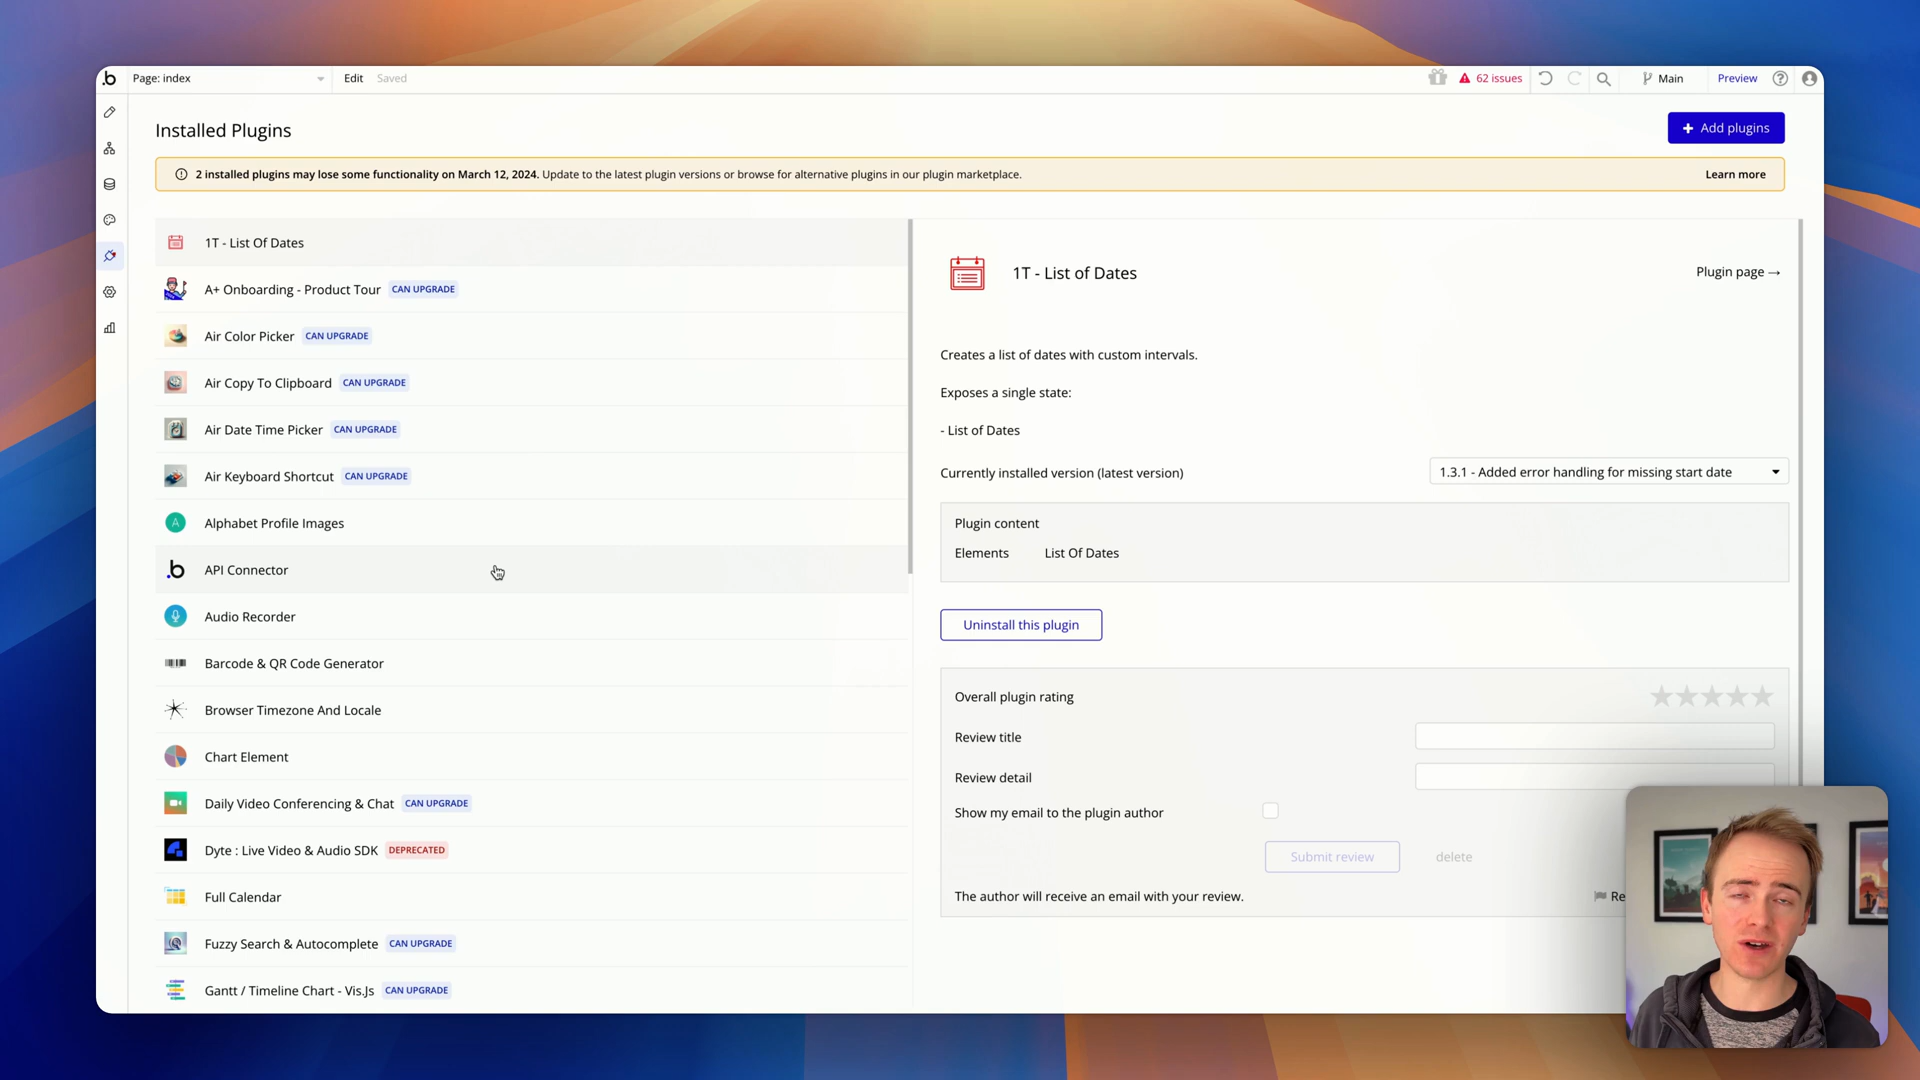 .b Page: index Edit Saved 62 issues Main Preview ?
Installed Plugins
+ Add plugins
2 installed plugins may lose some functionality on March 12, 2024. Update to the latest plugin versions or browse for alternative plugins in our plugin marketplace. Learn more
1T - List Of Dates
A+ Onboarding - Product Tour CAN UPGRADE
Air Color Picker CAN UPGRADE
Air Copy To Clipboard CAN UPGRADE
Air Date Time Picker CAN UPGRADE
Air Keyboard Shortcut CAN UPGRADE
A Alphabet Profile Images
.b API Connector
Audio Recorder
Barcode & QR Code Generator
Browser Timezone And Locale
Chart Element
Daily Video Conferencing & Chat CAN UPGRADE
Dyte : Live Video & Audio SDK DEPRECATED
Full Calendar
Fuzzy Search & Autocomplete CAN UPGRADE
Gantt / Timeline Chart - Vis.Js CAN UPGRADE
1T - List of Dates
Plugin page →
Creates a list of dates with custom intervals.
Exposes a single state:
- List of Dates
Currently installed version (latest version) 1.3.1 - Added error handling for missing start date
Plugin content
Elements List Of Dates
Uninstall this plugin
Overall plugin rating
Review title
Review detail
Show my email to the plugin author
Submit review delete
The author will receive an email with your review. Re